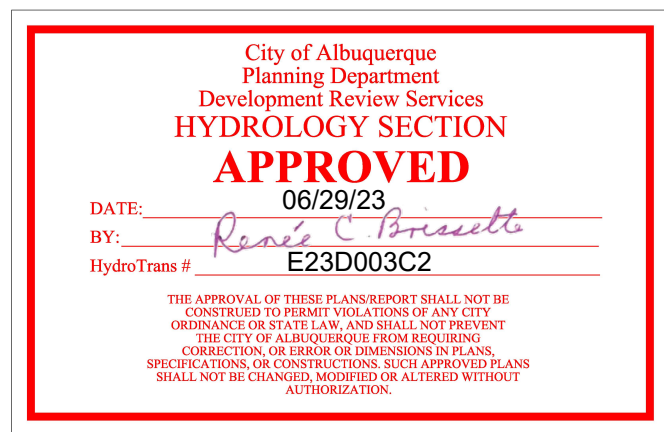 City of Albuquerque
Planning Department
Development Review Services
HYDROLOGY SECTION
APPROVED
DATE: 06/29/23
BY: Renée C. Brissette
HydroTrans # E23D003C2
THE APPROVAL OF THESE PLANS/REPORT SHALL NOT BE
CONSTRUED TO PERMIT VIOLATIONS OF ANY CITY
ORDINANCE OR STATE LAW, AND SHALL NOT PREVENT
THE CITY OF ALBUQUERQUE FROM REQUIRING
CORRECTION, OR ERROR OR DIMENSIONS IN PLANS,
SPECIFICATIONS, OR CONSTRUCTIONS. SUCH APPROVED PLANS
SHALL NOT BE CHANGED, MODIFIED OR ALTERED WITHOUT
AUTHORIZATION.